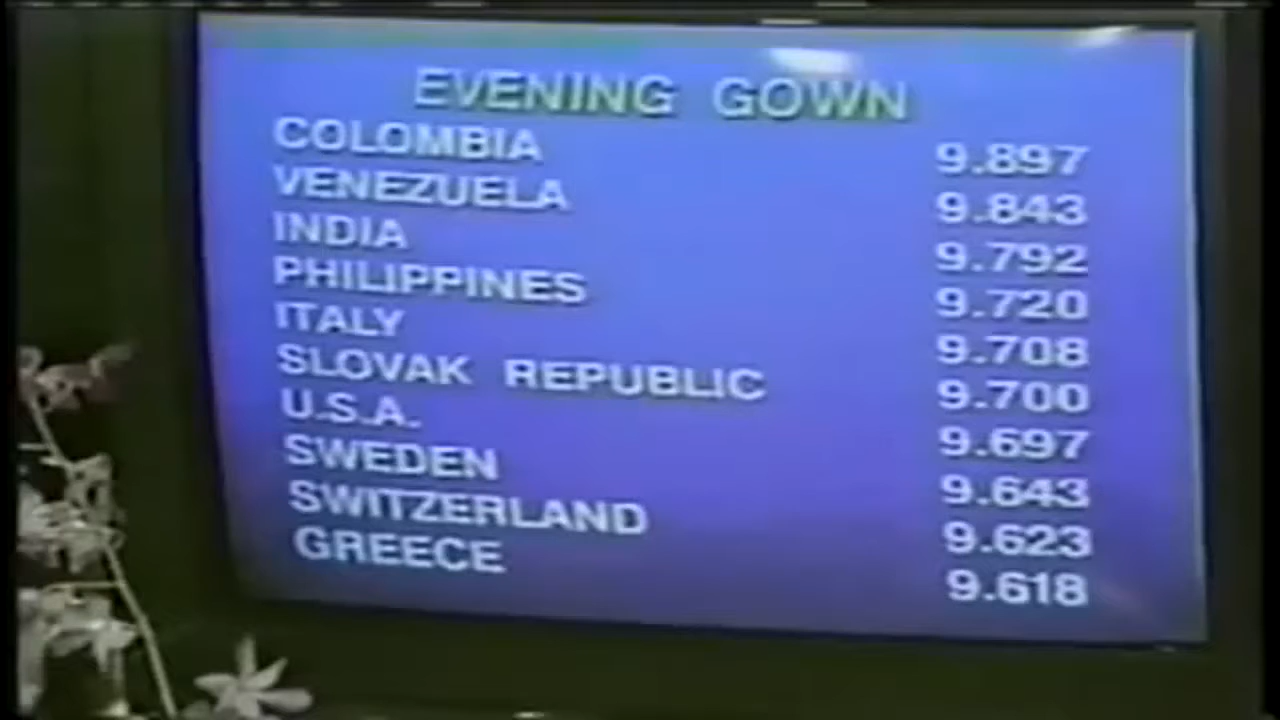 EVENING GOWN
COLOMBIA 9.897
VENEZUELA 9.843
INDIA 9.792
PHILIPPINES 9.720
ITALY 9.708
SLOVAK REPUBLIC 9.700
U.S.A. 9.697
SWEDEN 9.643
SWITZERLAND 9.623
GREECE 9.618